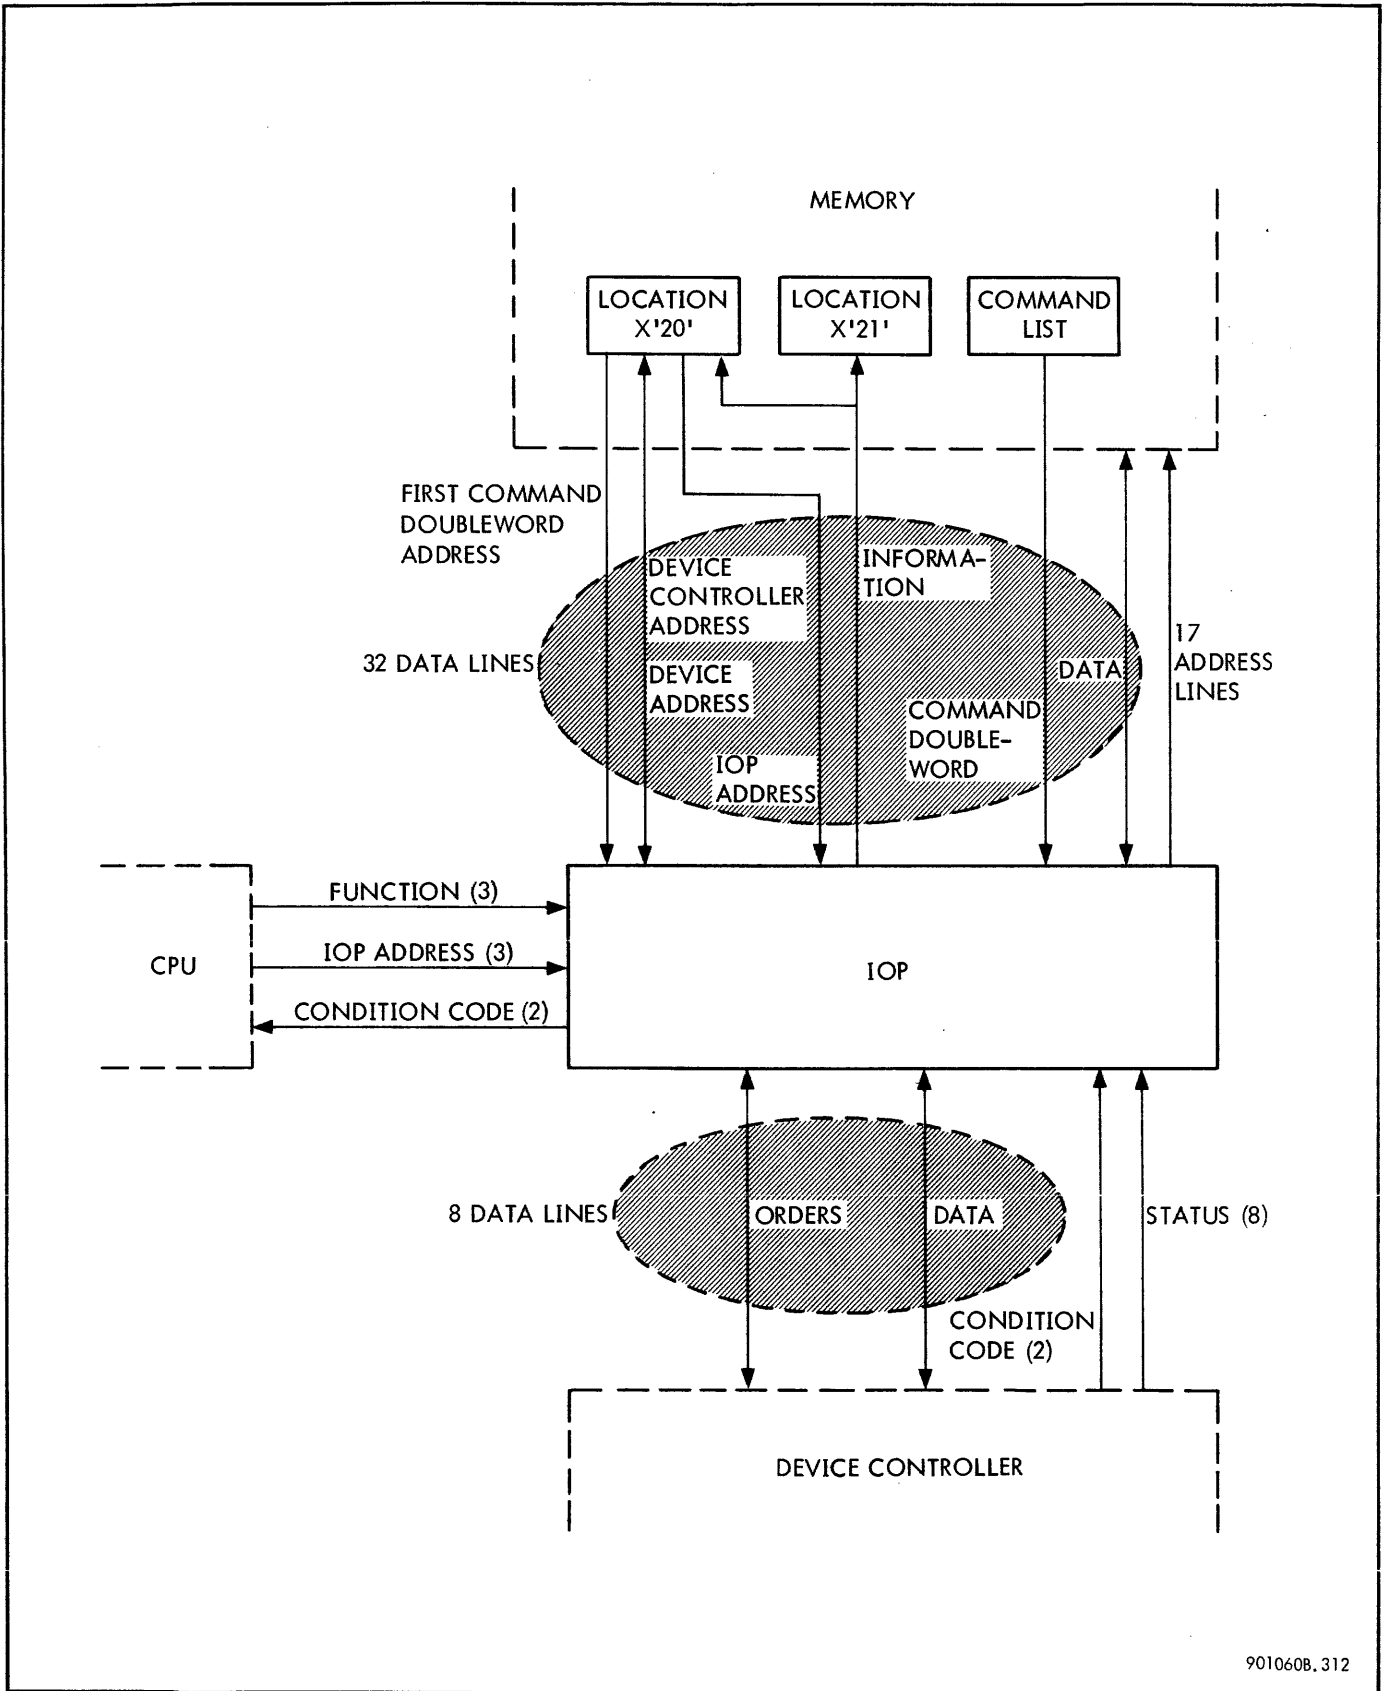 MEMORY
LOCATION
X'20'
LOCATION
X'21'
COMMAND
LIST
FIRST COMMAND
DOUBLEWORD
ADDRESS
DEVICE
CONTROLLER
ADDRESS
INFORMA-
TION
32 DATA LINES
DEVICE
ADDRESS
DATA
17
ADDRESS
LINES
COMMAND
DOUBLE-
WORD
IOP
ADDRESS
FUNCTION (3)
CPU
IOP ADDRESS (3)
IOP
CONDITION CODE (2)
8 DATA LINES
ORDERS
DATA
STATUS (8)
CONDITION
CODE (2)
DEVICE CONTROLLER
901060B.312